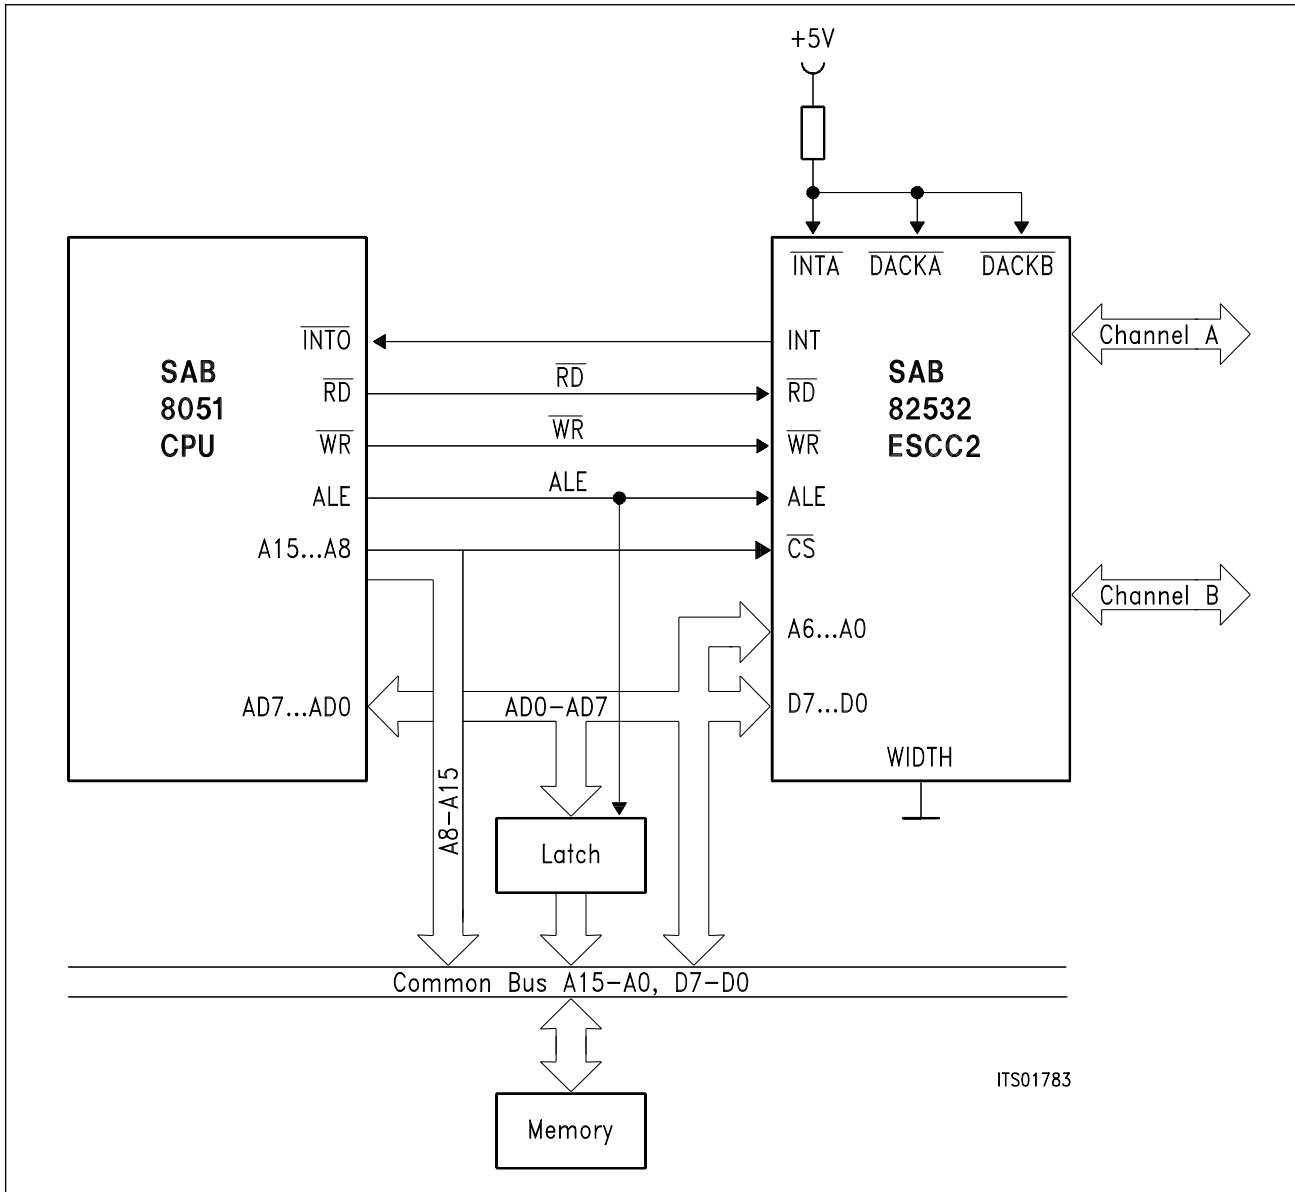 +5V
INTA DACKA DACKB
INTO
INT
Channel A
SAB
8051
CPU
RD
RD
RD
SAB
82532
ESCC2
WR
WR
WR
ALE
ALE
ALE
A15...A8
CS
Channel B
A6...A0
AD7...AD0
AD0-AD7
D7...D0
WIDTH
A8-A15
Latch
Common Bus A15-A0, D7-D0
ITS01783
Memory